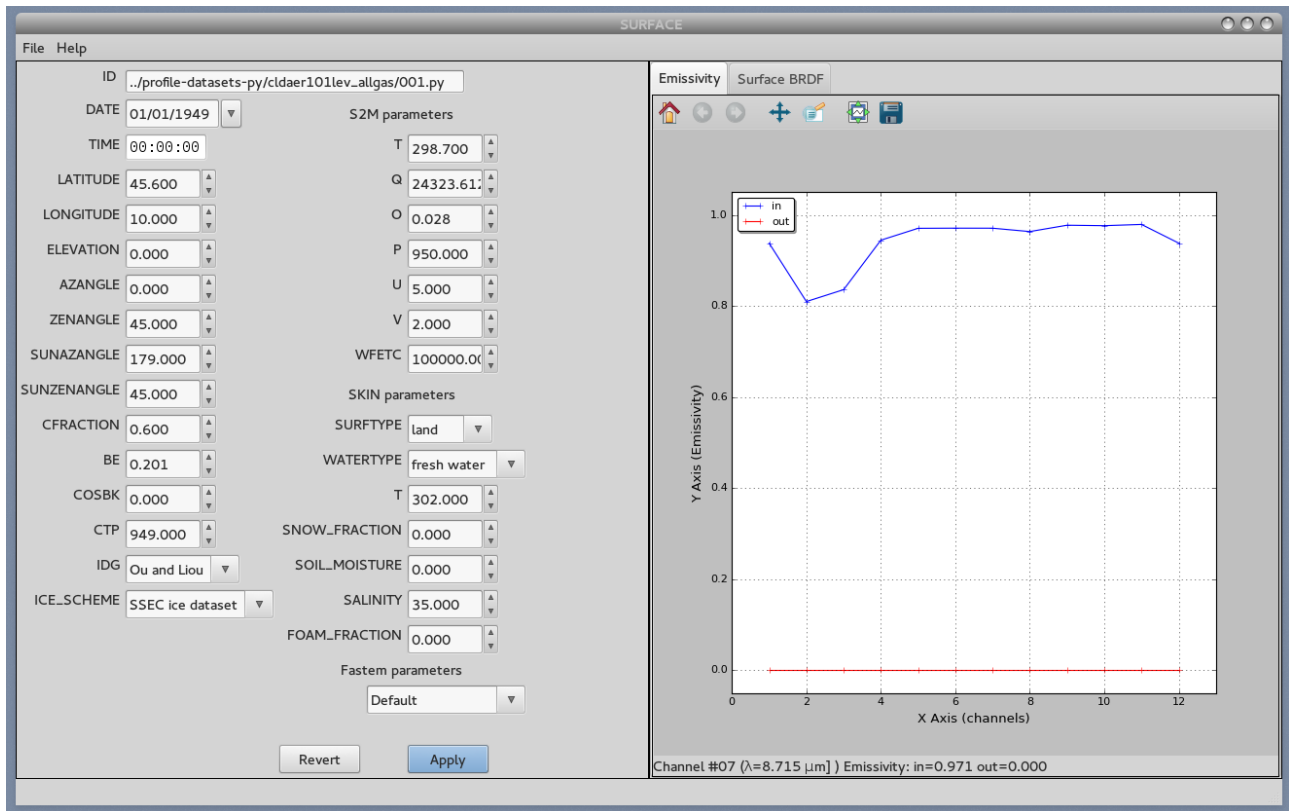 SURFACE
File Help
ID ../profile-datasets-py/cldaer101lev_allgas/001.py
DATE 01/01/1949
TIME 00:00:00
LATITUDE 45.600
LONGITUDE 10.000
ELEVATION 0.000
AZANGLE 0.000
ZENANGLE 45.000
SUNAZANGLE 179.000
SUNZENANGLE 45.000
CFRACTION 0.600
BE 0.201
COSBK 0.000
CTP 949.000
IDG Ou and Liou
ICE_SCHEME SSEC ice dataset
S2M parameters
T 298.700
Q 24323.612
O 0.028
P 950.000
U 5.000
V 2.000
WFETC 100000.00
SKIN parameters
SURFTYPE land
WATERTYPE fresh water
T 302.000
SNOW_FRACTION 0.000
SOIL_MOISTURE 0.000
SALINITY 35.000
FOAM_FRACTION 0.000
Fastem parameters
Default
Revert Apply
Emissivity Surface BRDF
in
out
1.0
0.8
0.6
0.4
0.2
0.0
Y Axis (Emissivity)
0 2 4 6 8 10 12
X Axis (channels)
Channel #07 (λ=8.715 μm] ) Emissivity: in=0.971 out=0.000